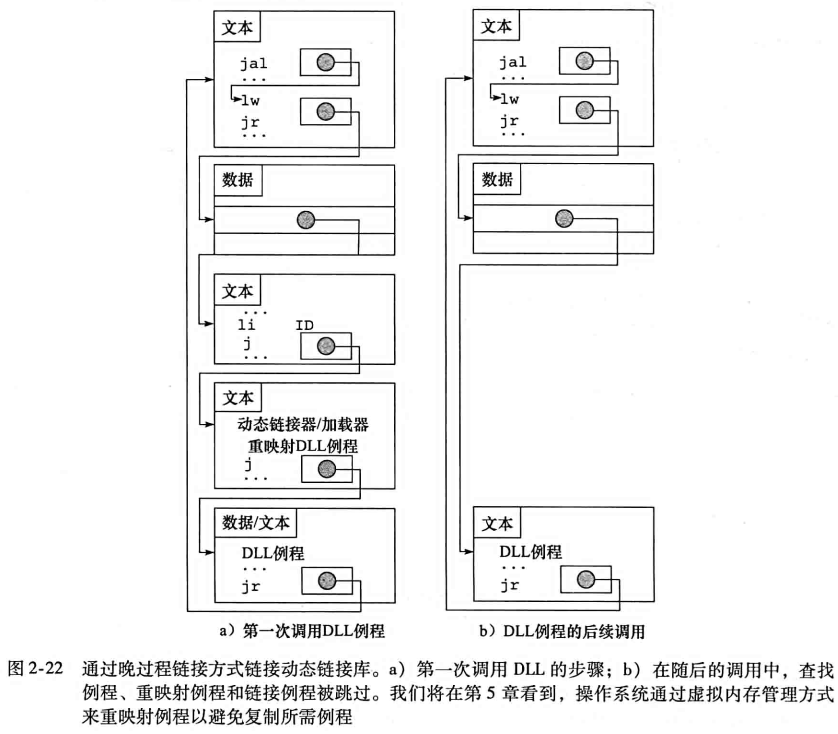 文本
jal
...
lw
jr
...
数据
文本
...
li ID
j
...
文本
动态链接器/加载器
重映射DLL例程
j
...
数据/文本
DLL例程
...
jr
a）第一次调用DLL例程
文本
jal
...
lw
jr
...
数据
文本
DLL例程
...
jr
b）DLL例程的后续调用
图 2-22 通过晚过程链接方式链接动态链接库。a）第一次调用 DLL 的步骤；b）在随后的调用中，查找
例程、重映射例程和链接例程被跳过。我们将在第 5 章看到，操作系统通过虚拟内存管理方式
来重映射例程以避免复制所需例程